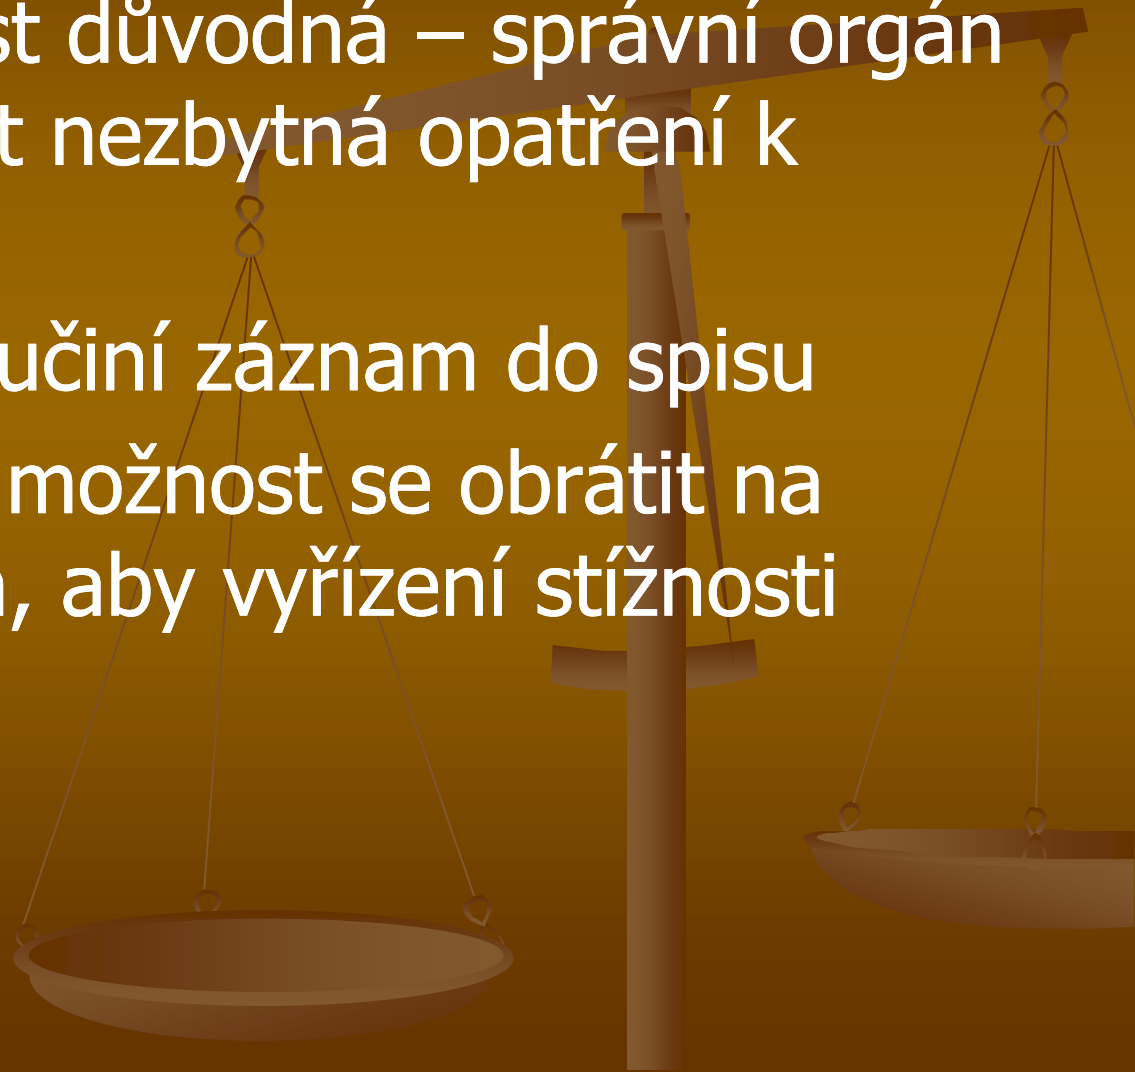 st důvodná – správní orgán
t nezbytná opatření k
učiní záznam do spisu
možnost se obrátit na
, aby vyřízení stížnosti